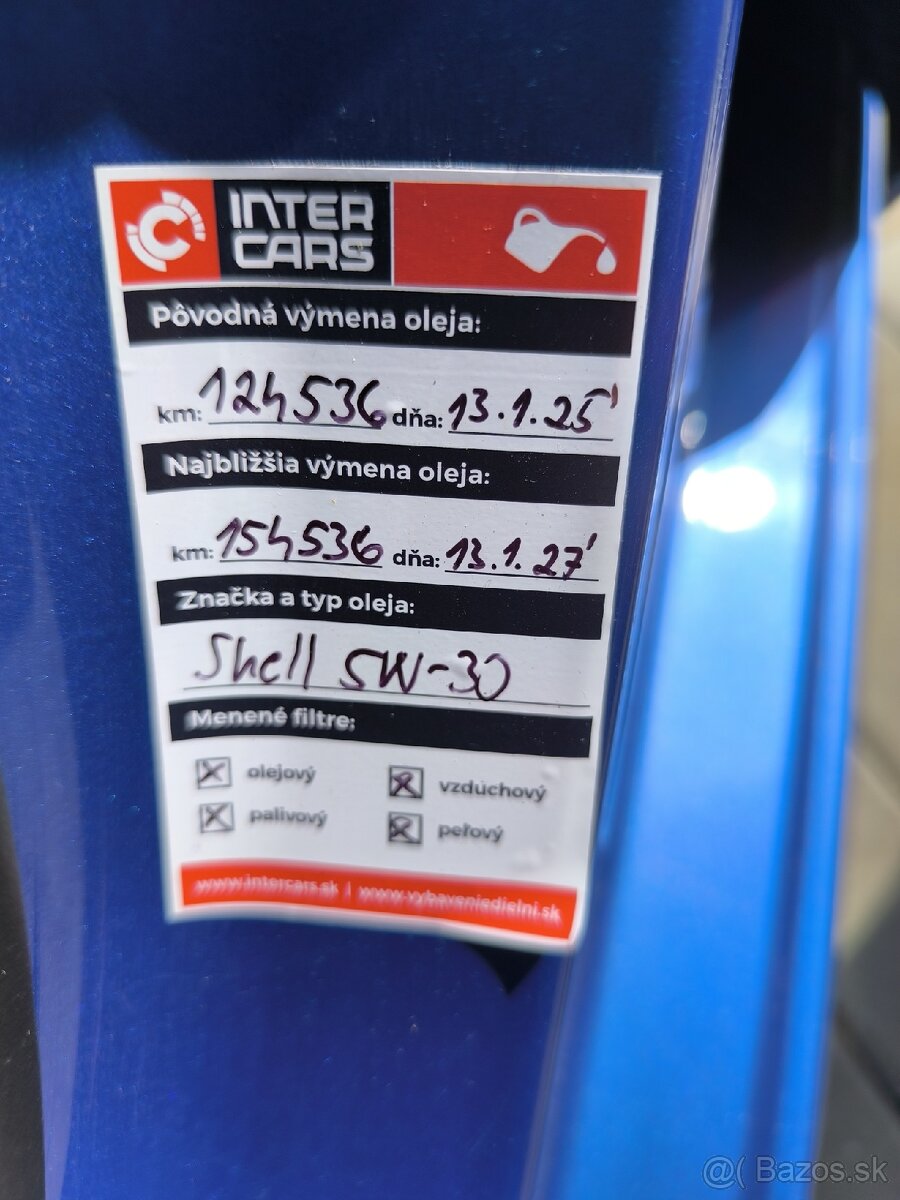 INTER
CARS
Pôvodná výmena oleja:
km: 124536 dňa: 13.1.25'
Najbližšia výmena oleja:
km: 154536 dňa: 13.1.27'
Značka a typ oleja:
Shell 5W-30
Menené filtre:
olejový vzduchový
palivový peľový
www.intercars.sk | www.vybaveniedielni.sk
@( Bazos.sk